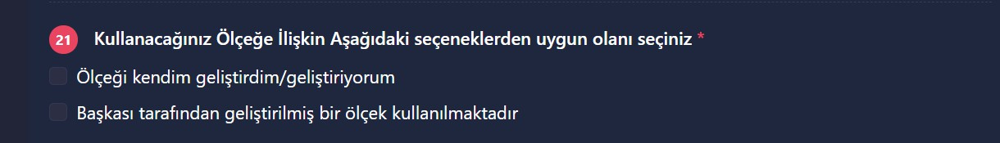 21 Kullanacağınız Ölçeğe İlişkin Aşağıdaki seçeneklerden uygun olanı seçiniz *
Ölçeği kendim geliştirdim/geliştiriyorum
Başkası tarafından geliştirilmiş bir ölçek kullanılmaktadır